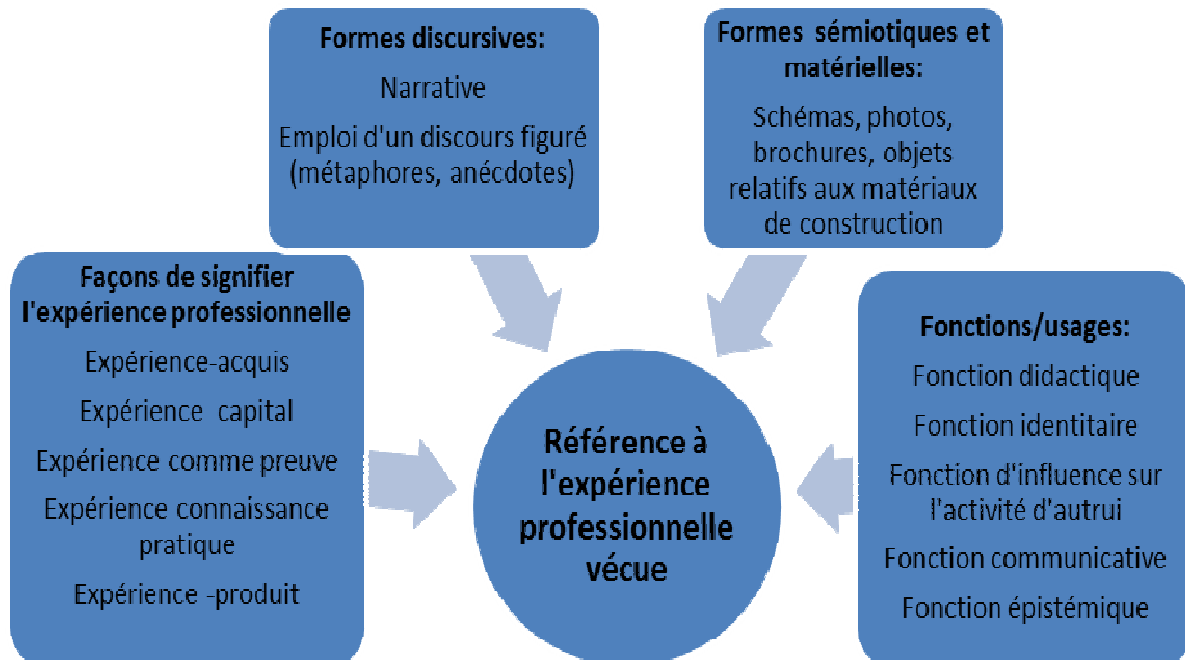 Formes discursives:
Narrative
Emploi d'un discours figuré
(métaphores, anécdotes)
Formes sémiotiques et
matérielles:
Schémas, photos,
brochures, objets
relatifs aux matériaux
de construction
Façons de signifier
l'expérience professionnelle
Expérience-acquis
Expérience capital
Expérience comme preuve
Expérience connaissance
pratique
Expérience -produit
Référence à
l'expérience
professionnelle
vécue
Fonctions/usages:
Fonction didactique
Fonction identitaire
Fonction d'influence sur
l'activité d'autrui
Fonction communicative
Fonction épistémique